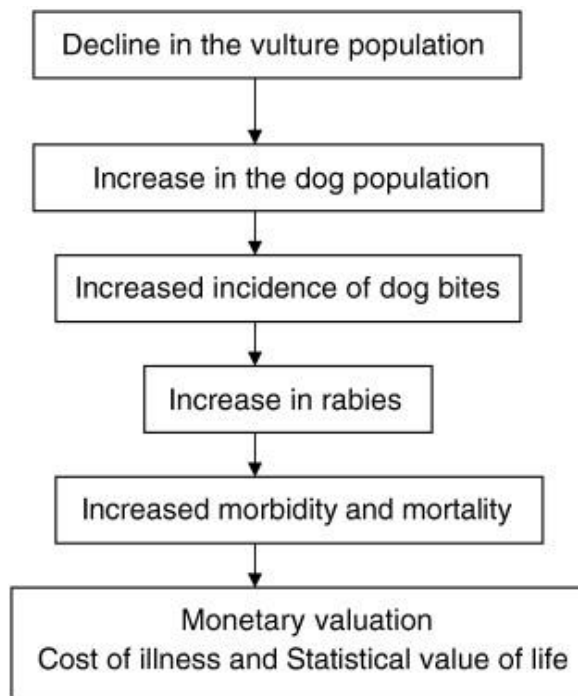 Decline in the vulture population
Increase in the dog population
Increased incidence of dog bites
Increase in rabies
Increased morbidity and mortality
Monetary valuation
Cost of illness and Statistical value of life